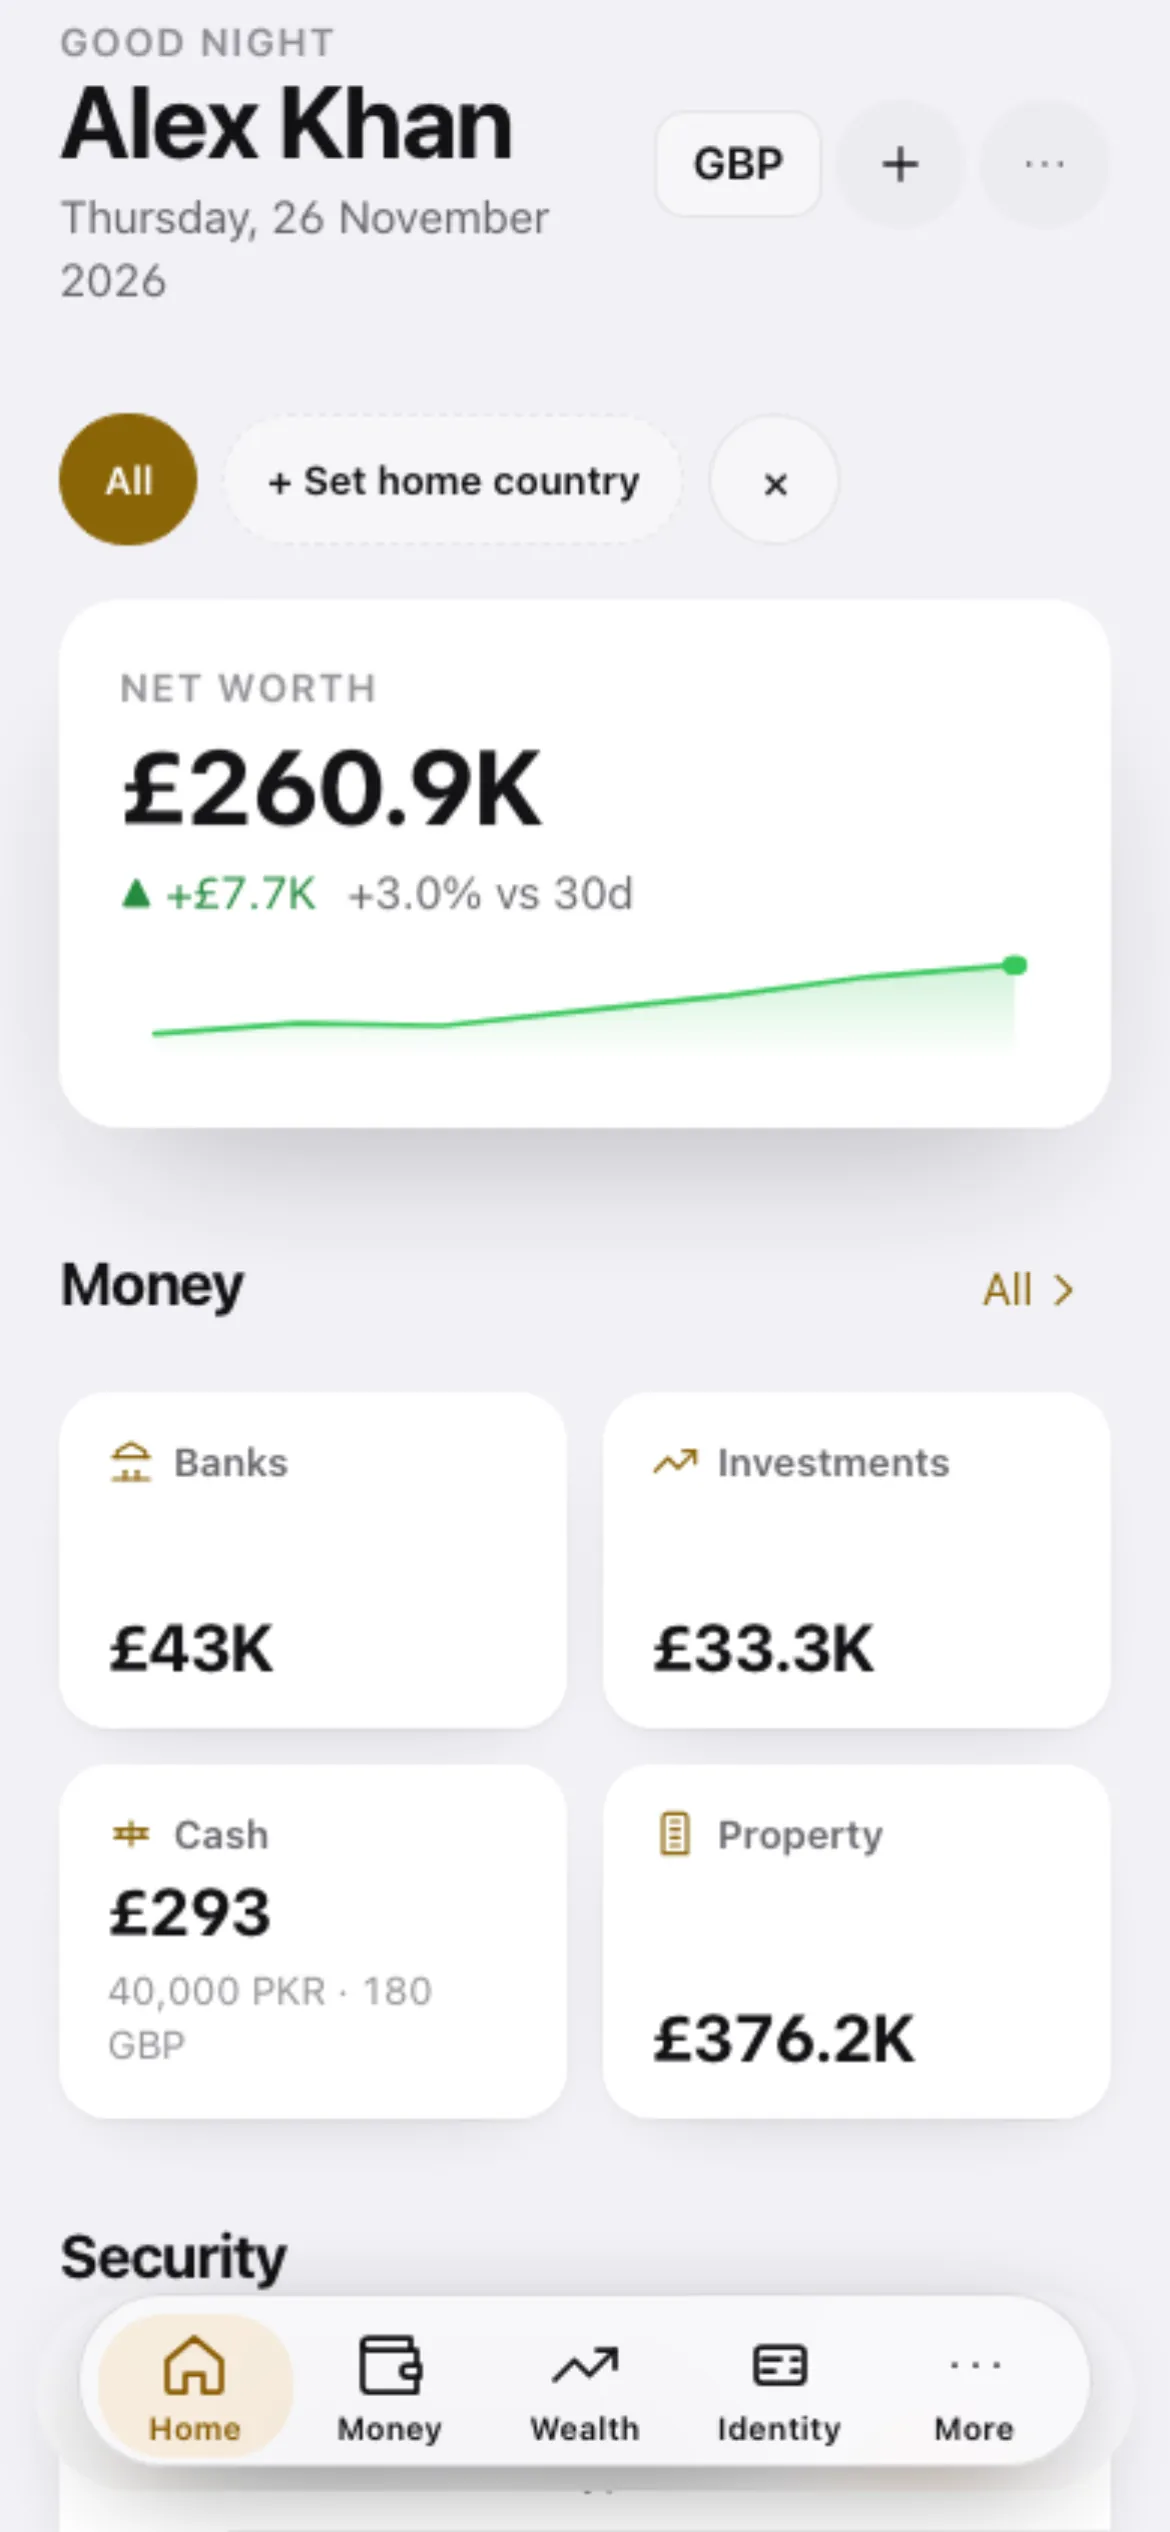 GOOD NIGHT
Alex Khan
Thursday, 26 November
2026
GBP
+
···
All
+ Set home country
×
NET WORTH
£260.9K
▲ +£7.7K +3.0% vs 30d
Money
All >
Banks
£43K
Investments
£33.3K
Cash
£293
40,000 PKR · 180
GBP
Property
£376.2K
Security
Home
Money
Wealth
Identity
More